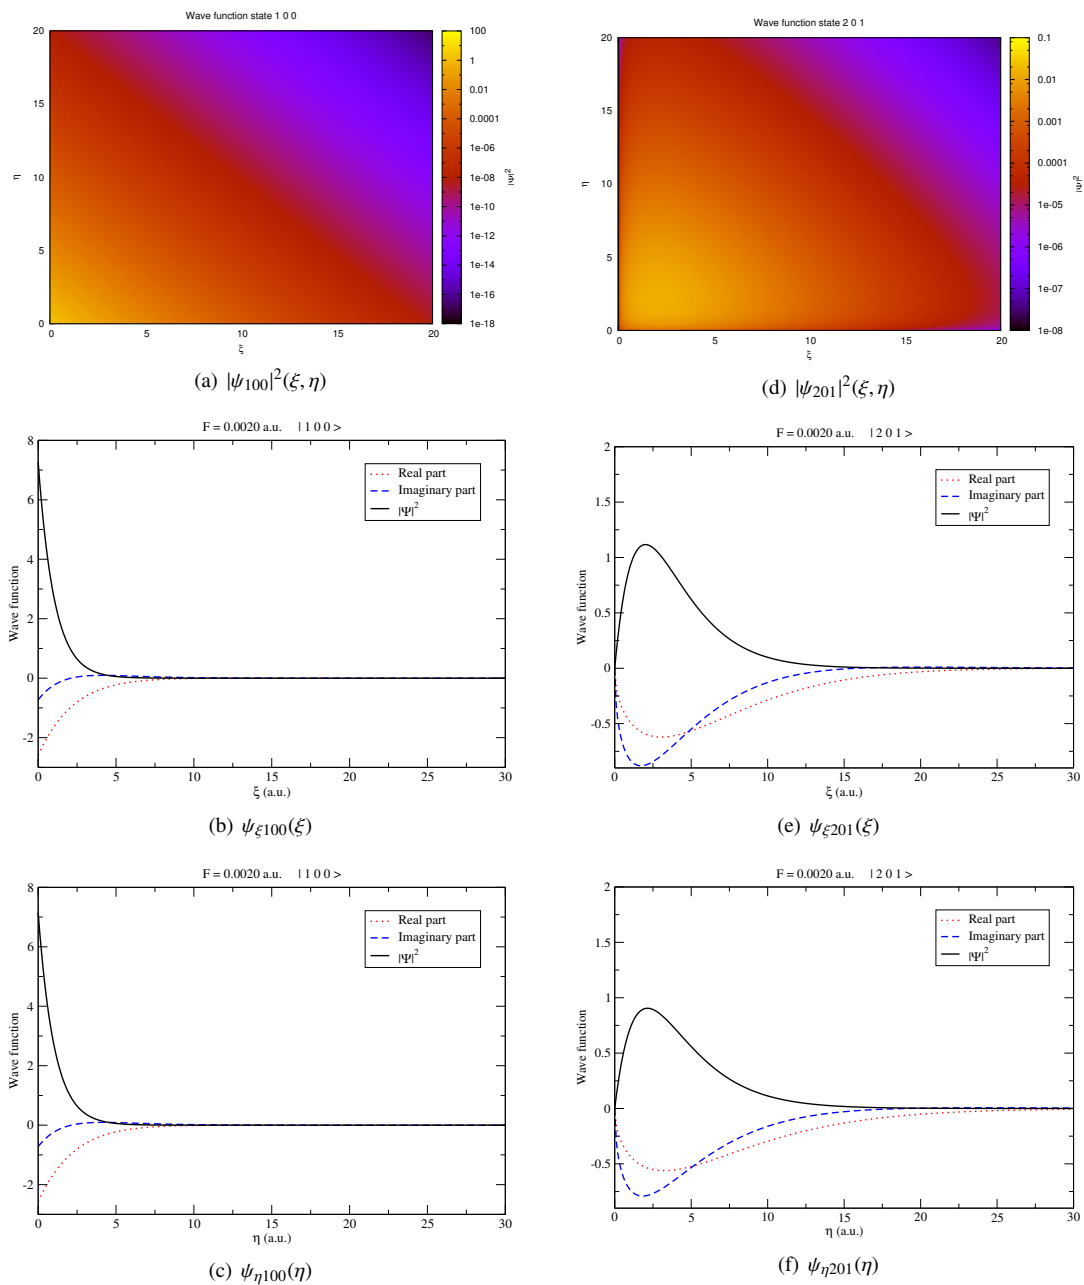 Wave function state 1 0 0
20
15
10
5
0
η
0 5 10 15 20
ξ
100
1
0.01
0.0001
1e-06
1e-08
1e-10
1e-12
1e-14
1e-16
1e-18
|Ψ|²
(a) |ψ₁₀₀|²(ξ, η)
Wave function state 2 0 1
20
15
10
5
0
η
0 5 10 15 20
ξ
0.1
0.01
0.001
0.0001
1e-05
1e-06
1e-07
1e-08
|Ψ|²
(d) |ψ₂₀₁|²(ξ, η)
F = 0.0020 a.u. | 1 0 0 >
8
6
4
2
0
-2
Wave function
Real part
Imaginary part
|Ψ|²
0 5 10 15 20 25 30
ξ (a.u.)
(b) ψξ100(ξ)
F = 0.0020 a.u. | 2 0 1 >
2
1.5
1
0.5
0
-0.5
Wave function
Real part
Imaginary part
|Ψ|²
0 5 10 15 20 25 30
ξ (a.u.)
(e) ψξ201(ξ)
F = 0.0020 a.u. | 1 0 0 >
8
6
4
2
0
-2
Wave function
Real part
Imaginary part
|Ψ|²
0 5 10 15 20 25 30
η (a.u.)
(c) ψη100(η)
F = 0.0020 a.u. | 2 0 1 >
2
1.5
1
0.5
0
-0.5
Wave function
Real part
Imaginary part
|Ψ|²
0 5 10 15 20 25 30
η (a.u.)
(f) ψη201(η)